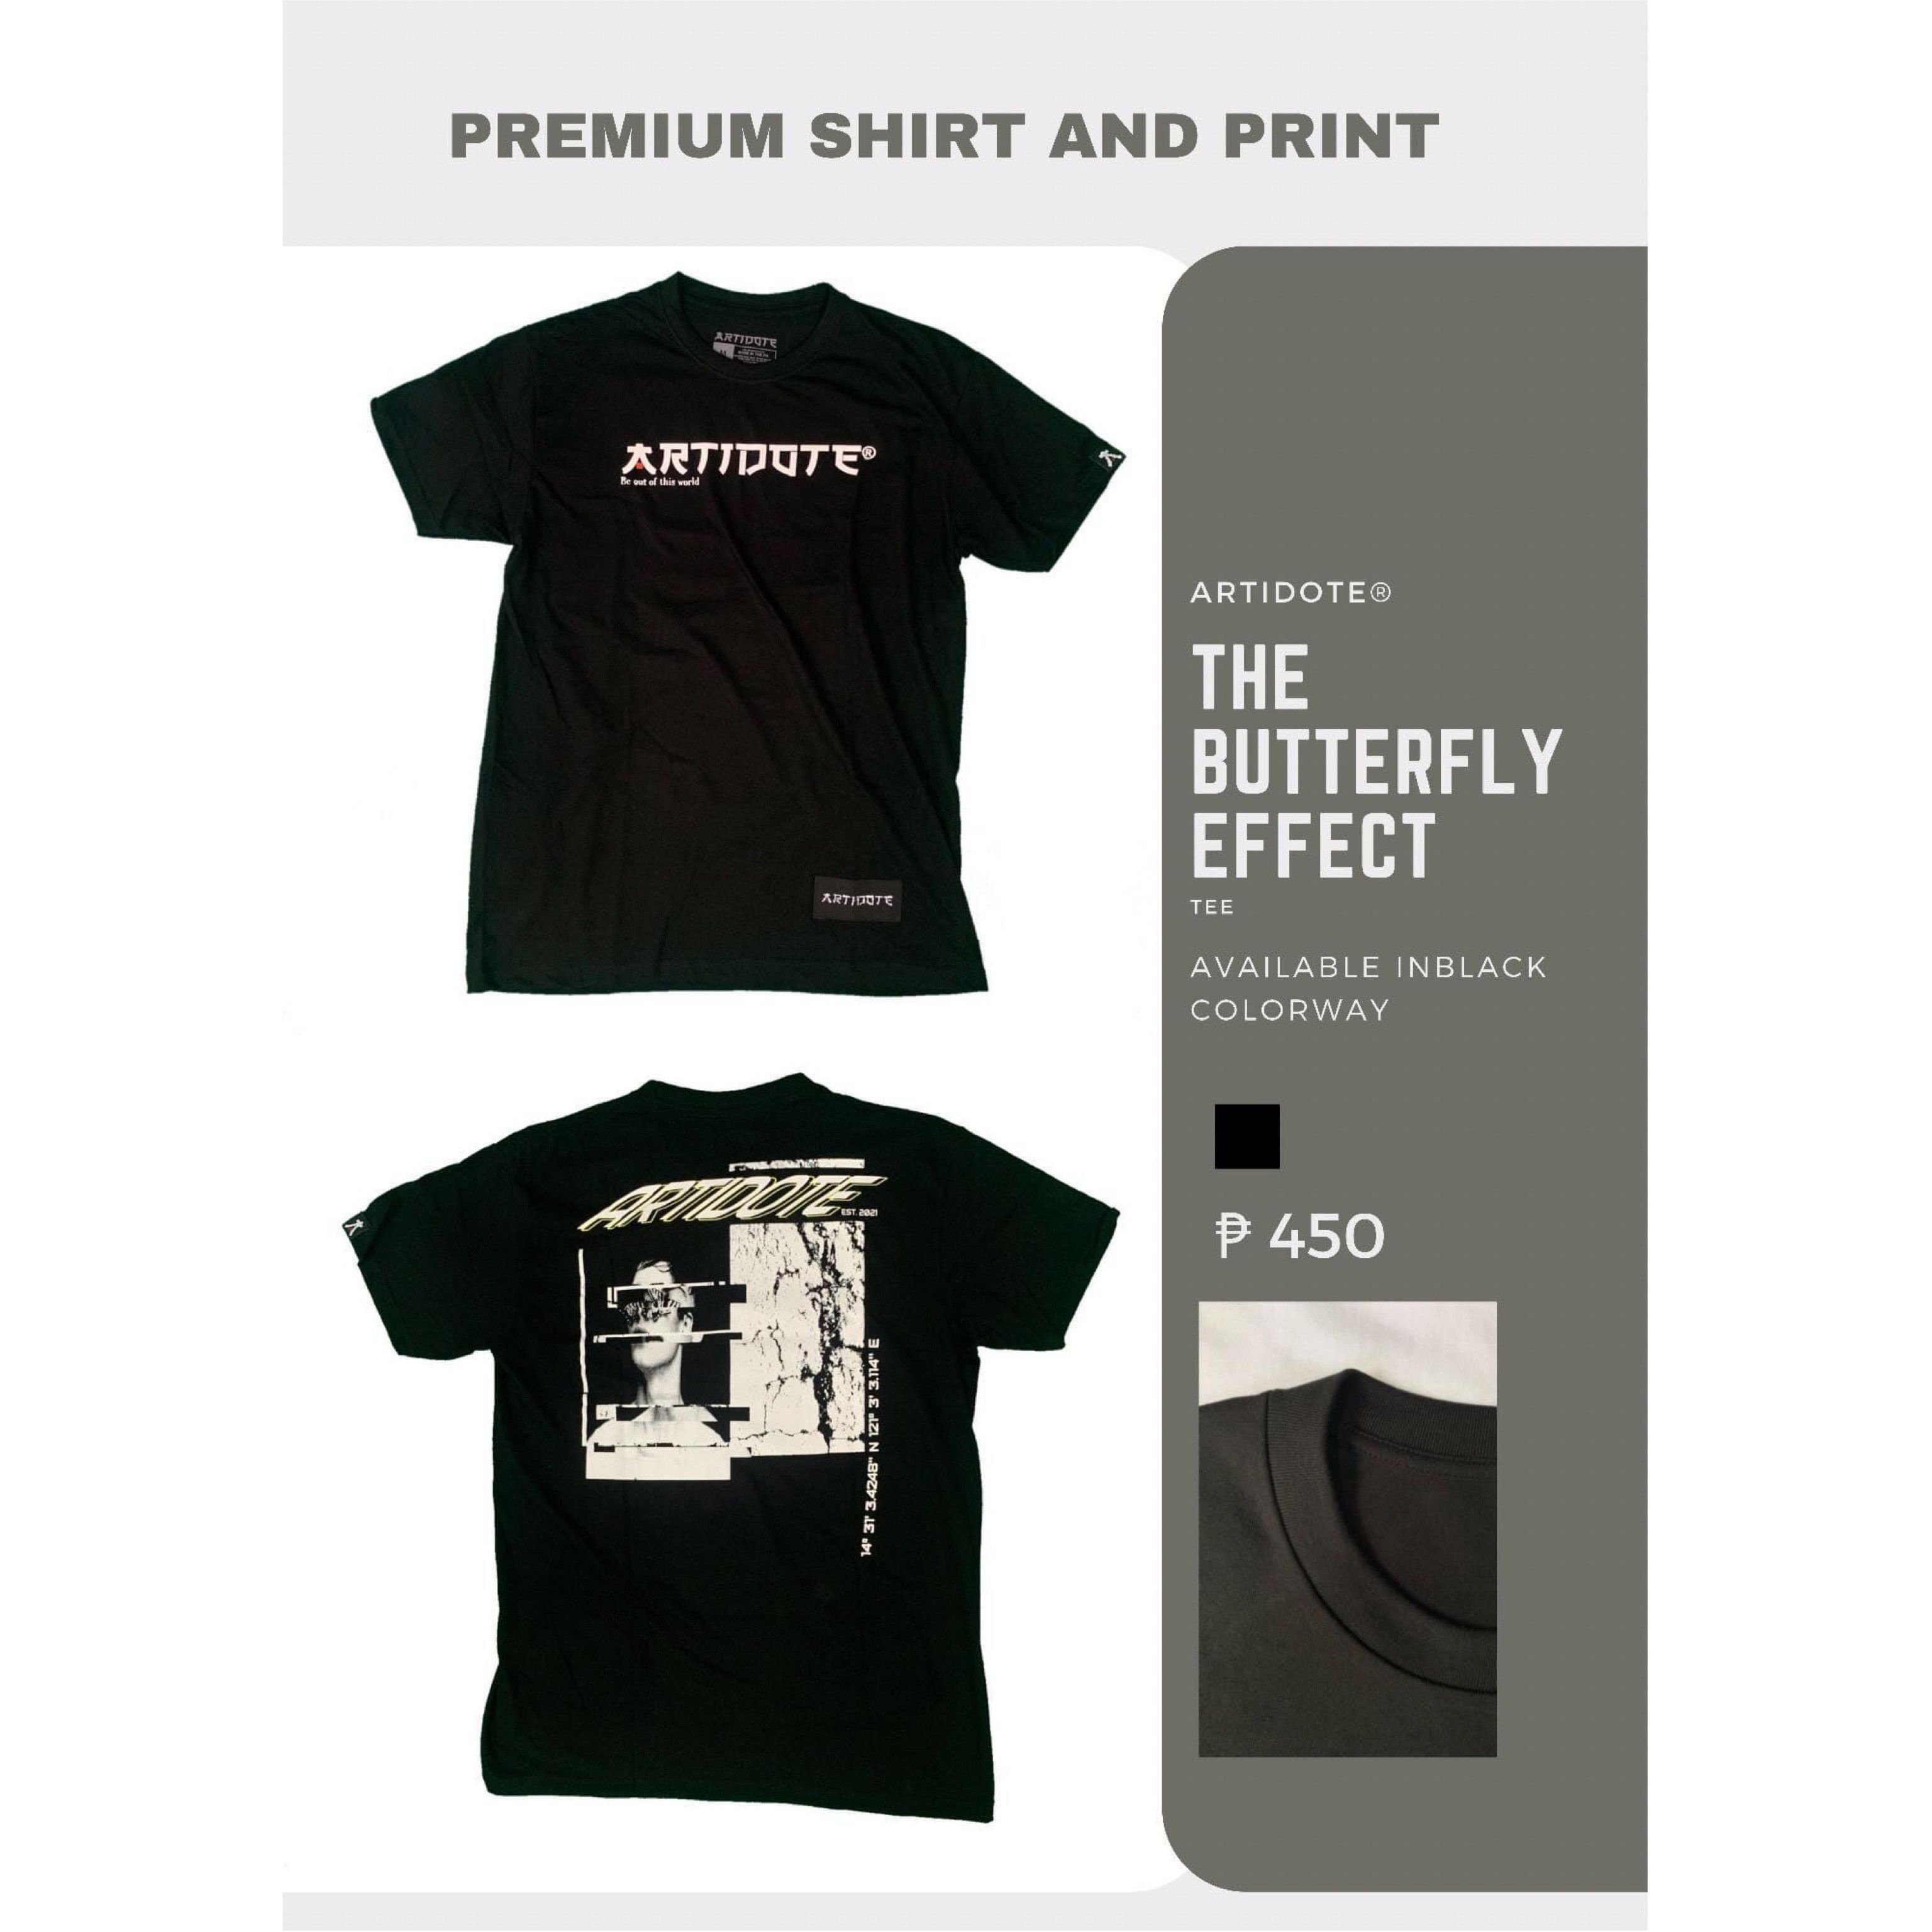 PREMIUM SHIRT AND PRINT
ARTIDOTE
ARTIDOTE®
Be out of this world
ARTIDOTE
ARTIDOTE
EST. 2021
14° 31' 3.4248" N 121° 3' 3.114" E
ARTIDOTE®
THE
BUTTERFLY
EFFECT
TEE
AVAILABLE INBLACK
COLORWAY
₱ 450